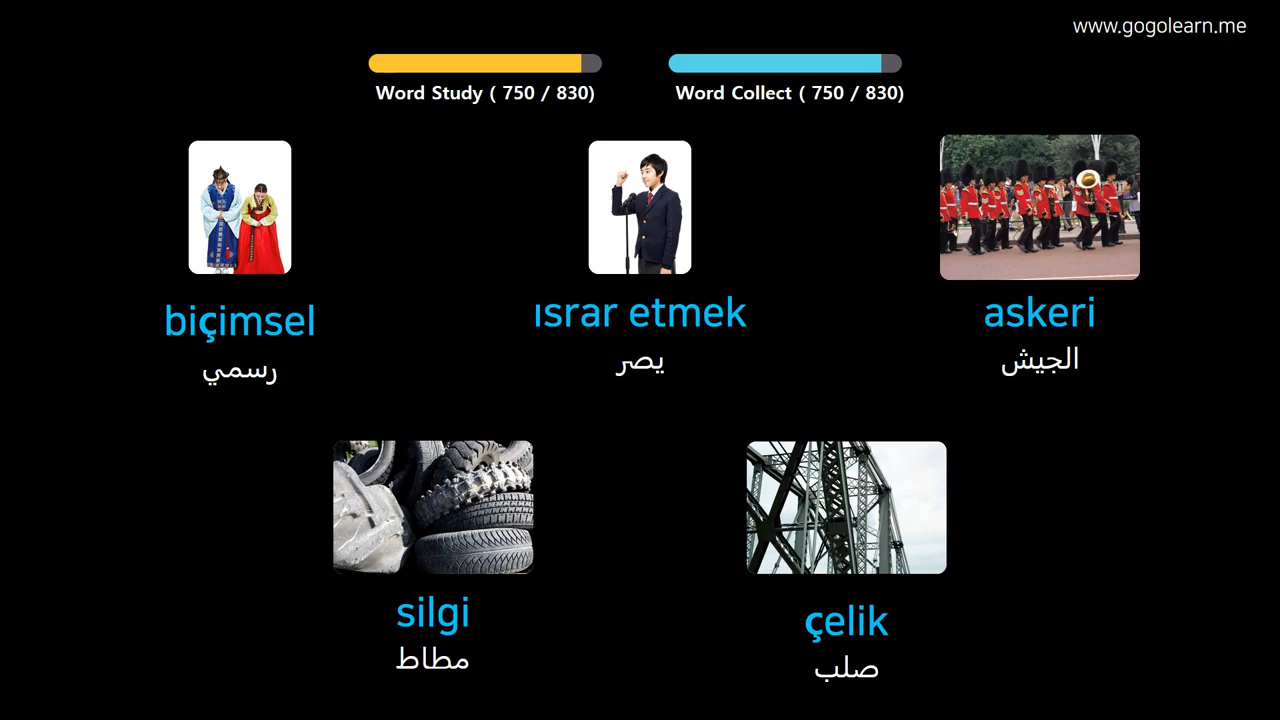 www.gogolearn.me
Word Study ( 750 / 830)
Word Collect ( 750 / 830)
biçimsel
رسمي
ısrar etmek
يصر
askeri
الجيش
silgi
مطاط
çelik
صلب